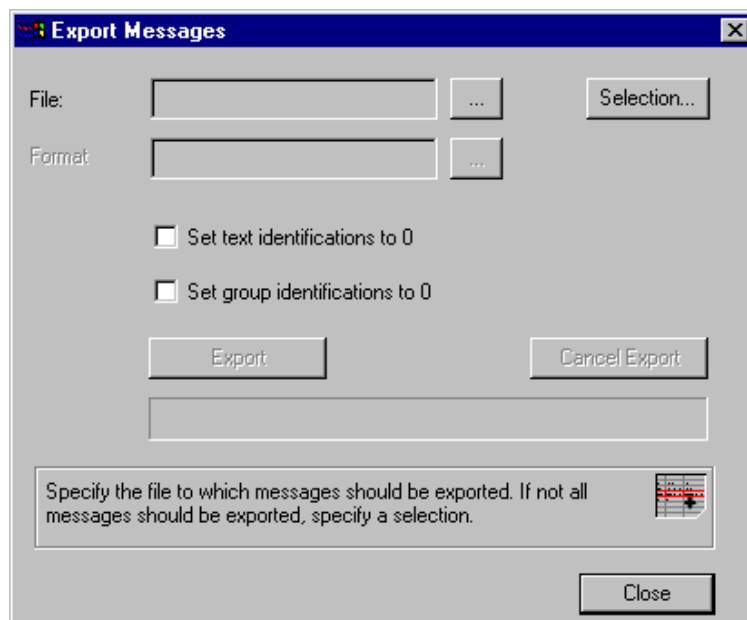 Export Messages
File:
...
Selection...
Format
...
Set text identifications to 0
Set group identifications to 0
Export
Cancel Export
Specify the file to which messages should be exported. If not all
messages should be exported, specify a selection.
Close